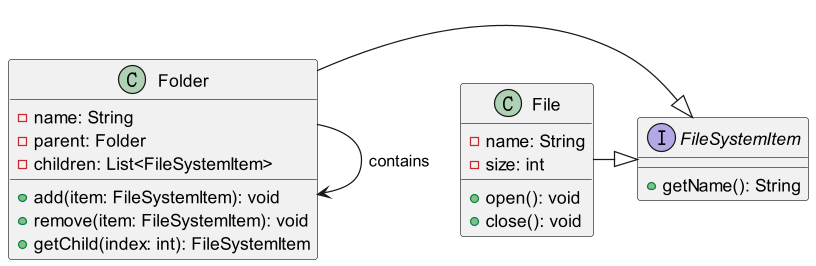 C Folder
name: String
parent: Folder
children: List<FileSystemItem>
add(item: FileSystemItem): void
remove(item: FileSystemItem): void
getChild(index: int): FileSystemItem
contains
C File
name: String
size: int
open(): void
close(): void
I FileSystemItem
getName(): String